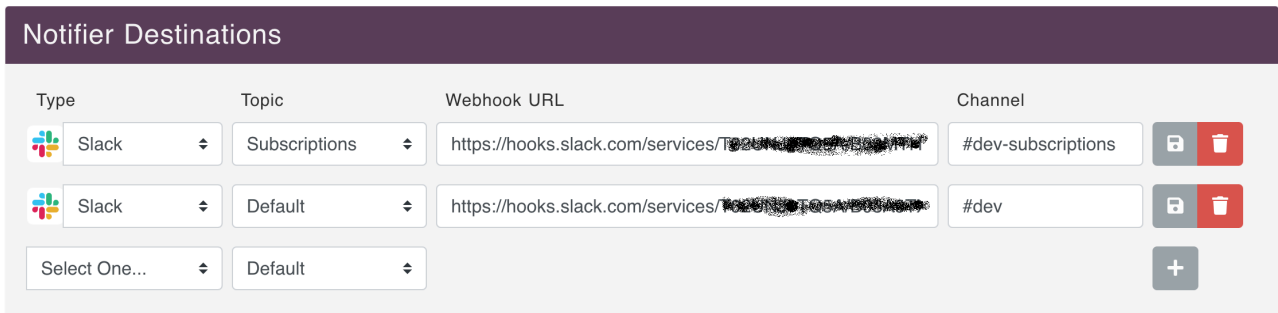 Notifier Destinations
Type Topic Webhook URL Channel
Slack Subscriptions https://hooks.slack.com/services/ #dev-subscriptions
Slack Default https://hooks.slack.com/services/ #dev
Select One... Default